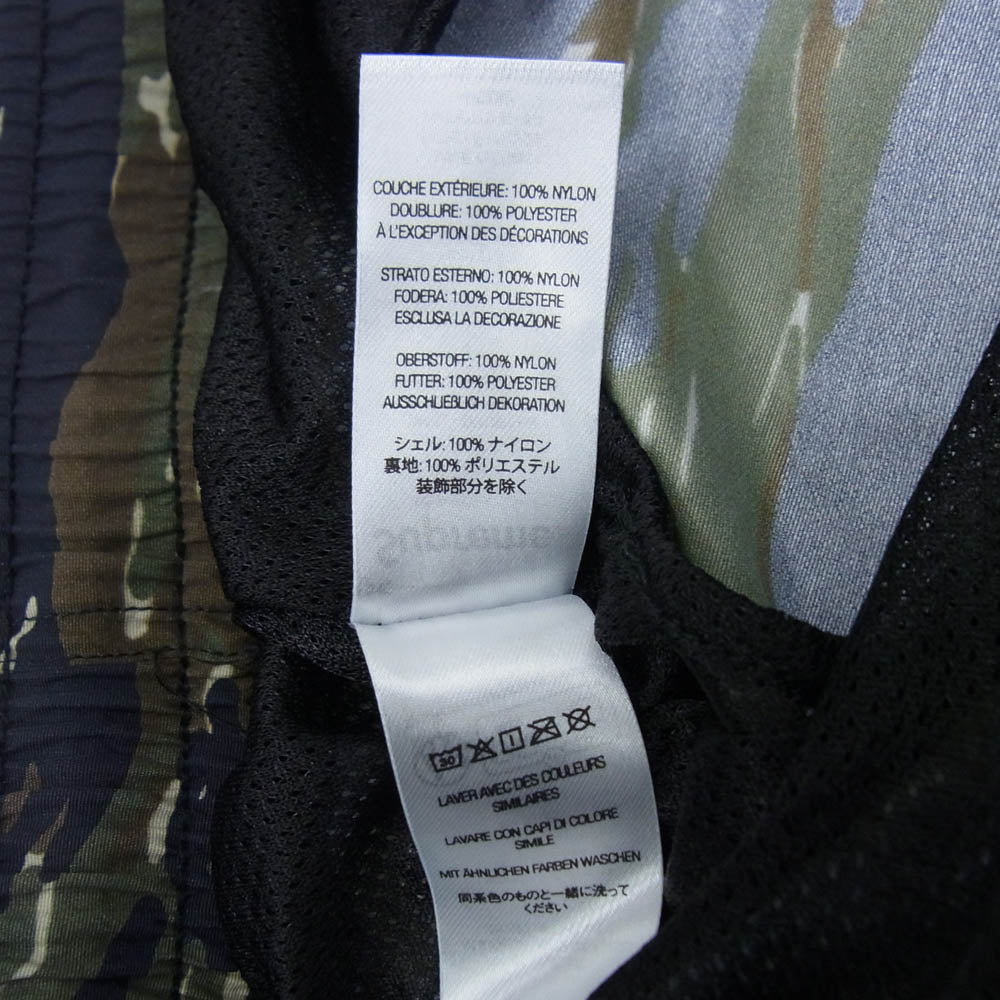 COUCHE EXTÉRIEURE: 100% NYLON
DOUBLURE: 100% POLYESTER
À L'EXCEPTION DES DÉCORATIONS
STRATO ESTERNO: 100% NYLON
FODERA: 100% POLIESTERE
ESCLUSA LA DECORAZIONE
OBERSTOFF: 100% NYLON
FUTTER: 100% POLYESTER
AUSSCHLIEßLICH DEKORATION
シェル: 100% ナイロン
裏地: 100% ポリエステル
装飾部分を除く
30
LAVER AVEC DES COULEURS
SIMILAIRES
LAVARE CON CAPI DI COLORE
SIMILE
MIT ÄHNLICHEN FARBEN WASCHEN
同系色のものと一緒に洗って
ください